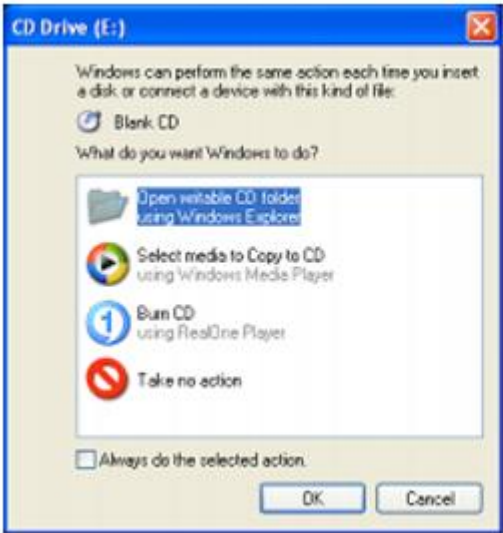 CD Drive (E:)
Windows can perform the same action each time you insert
a disk or connect a device with this kind of file:
Blank CD
What do you want Windows to do?
Open writable CD folder
using Windows Explorer
Select media to Copy to CD
using Windows Media Player
1
Burn CD
using RealOne Player
Take no action
Always do the selected action.
OK
Cancel